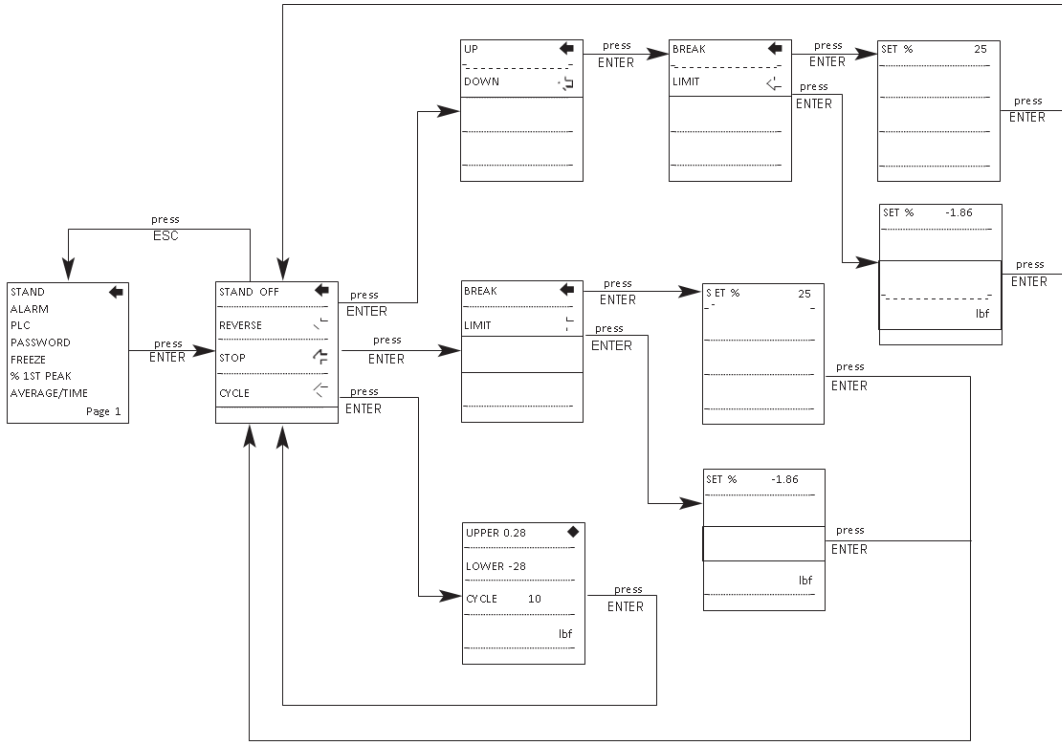 UP
DOWN
press
ENTER
BREAK
LIMIT
press
ENTER
press
ENTER
SET % 25
press
ENTER
SET % -1.86
lbf
press
ENTER
press
ESC
STAND
ALARM
PLC
PASSWORD
FREEZE
% 1ST PEAK
AVERAGE/TIME
Page 1
press
ENTER
STAND OFF
REVERSE
STOP
CYCLE
press
ENTER
press
ENTER
press
ENTER
BREAK
LIMIT
press
ENTER
press
ENTER
SET % 25
press
ENTER
SET % -1.86
lbf
press
ENTER
UPPER 0.28
LOWER -28
CYCLE 10
lbf
press
ENTER